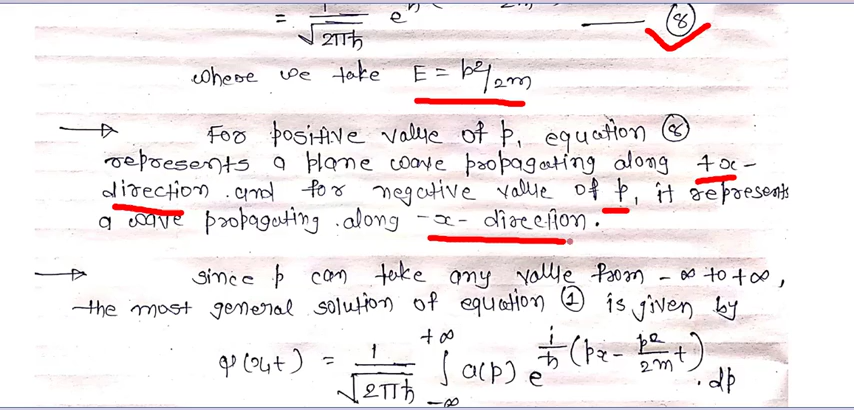 = 1/√2πħ e^i/ħ ( 2m ——— (8)
where we take E = p²/2m
→ For positive value of p, equation (8)
represents a plane wave propagating along +x-
direction and for negative value of p, it represents
a wave propagating along -x- direction.
→ since p can take any value from -∞ to +∞,
the most general solution of equation (1) is given by
ψ(x,t) = 1/√2πħ ∫_{-∞}^{+∞} a(p) e^{i/ħ (px - p²/2m t)} . dp